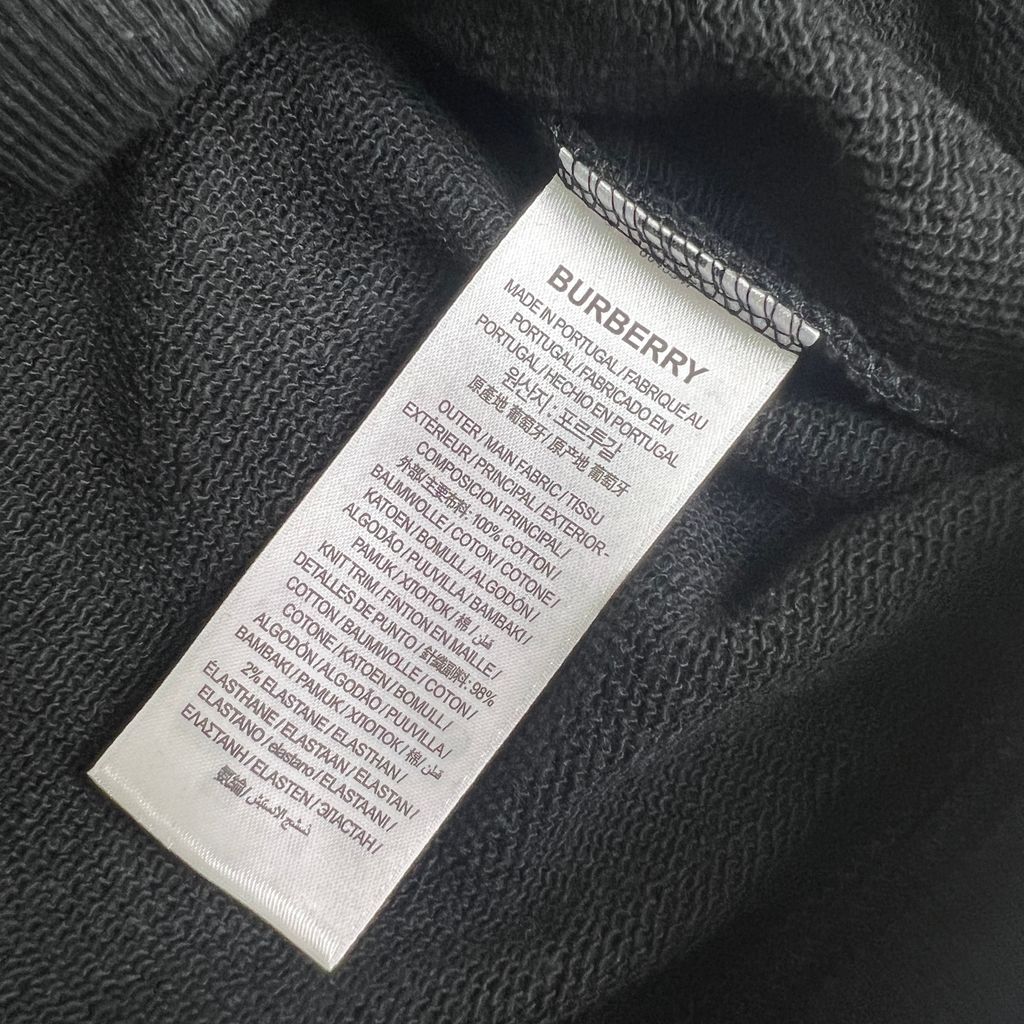 BURBERRY
MADE IN PORTUGAL / FABRIQUÉ AU
PORTUGAL / FABRICADO EM
PORTUGAL / HECHO EN PORTUGAL
원산지 : 포르투갈
原產地 葡萄牙 / 原产地 葡萄牙
OUTER / MAIN FABRIC / TISSU
EXTERIEUR / PRINCIPAL / EXTERIOR-
COMPOSICION PRINCIPAL /
外部/主要布料: 100% COTTON /
BAUMWOLLE / COTON / COTONE /
KATOEN / BOMULL / ALGODÓN /
ALGODÃO / PUUVILLA / BAMBAKI /
PAMUK / ХЛОПОК / 棉 / قطن
KNIT TRIM / FINTION EN MAILLE /
DETALLES DE PUNTO / 針織副料: 98%
COTTON / BAUMWOLLE / COTON /
COTONE / KATOEN / BOMULL /
ALGODÓN / ALGODÃO / PUUVILLA /
BAMBAKI / PAMUK / ХЛОПОК / 棉 / قطن
2% ELASTANE / ELASTHAN /
ÉLASTHANE / ELASTAAN / ELASTAN /
ELASTANO / elastano / ELASTAANI /
ΕΛΑΣΤΑΝΗ / ELASTEN / ЭЛАСТАН /